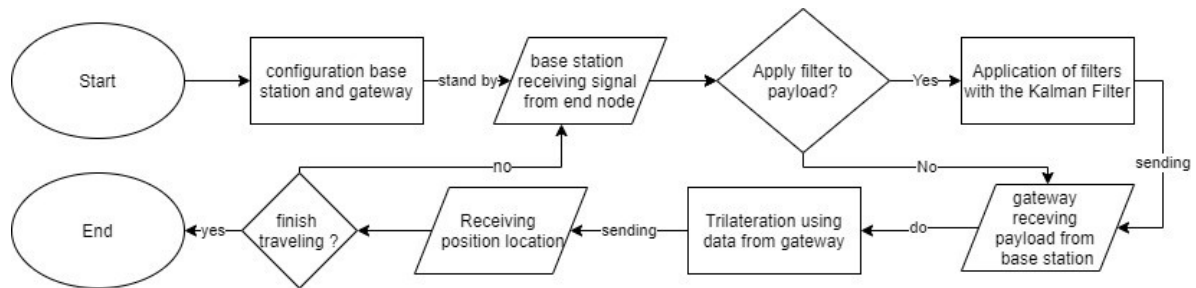 Start
configuration base
station and gateway
stand by
base station
receiving signal
from end node
Apply filter to
payload?
Yes
Application of filters
with the Kalman Filter
sending
No
gateway
receving
payload from
base station
do
Trilateration using
data from gateway
sending
Receiving
position location
finish
traveling ?
no
yes
End